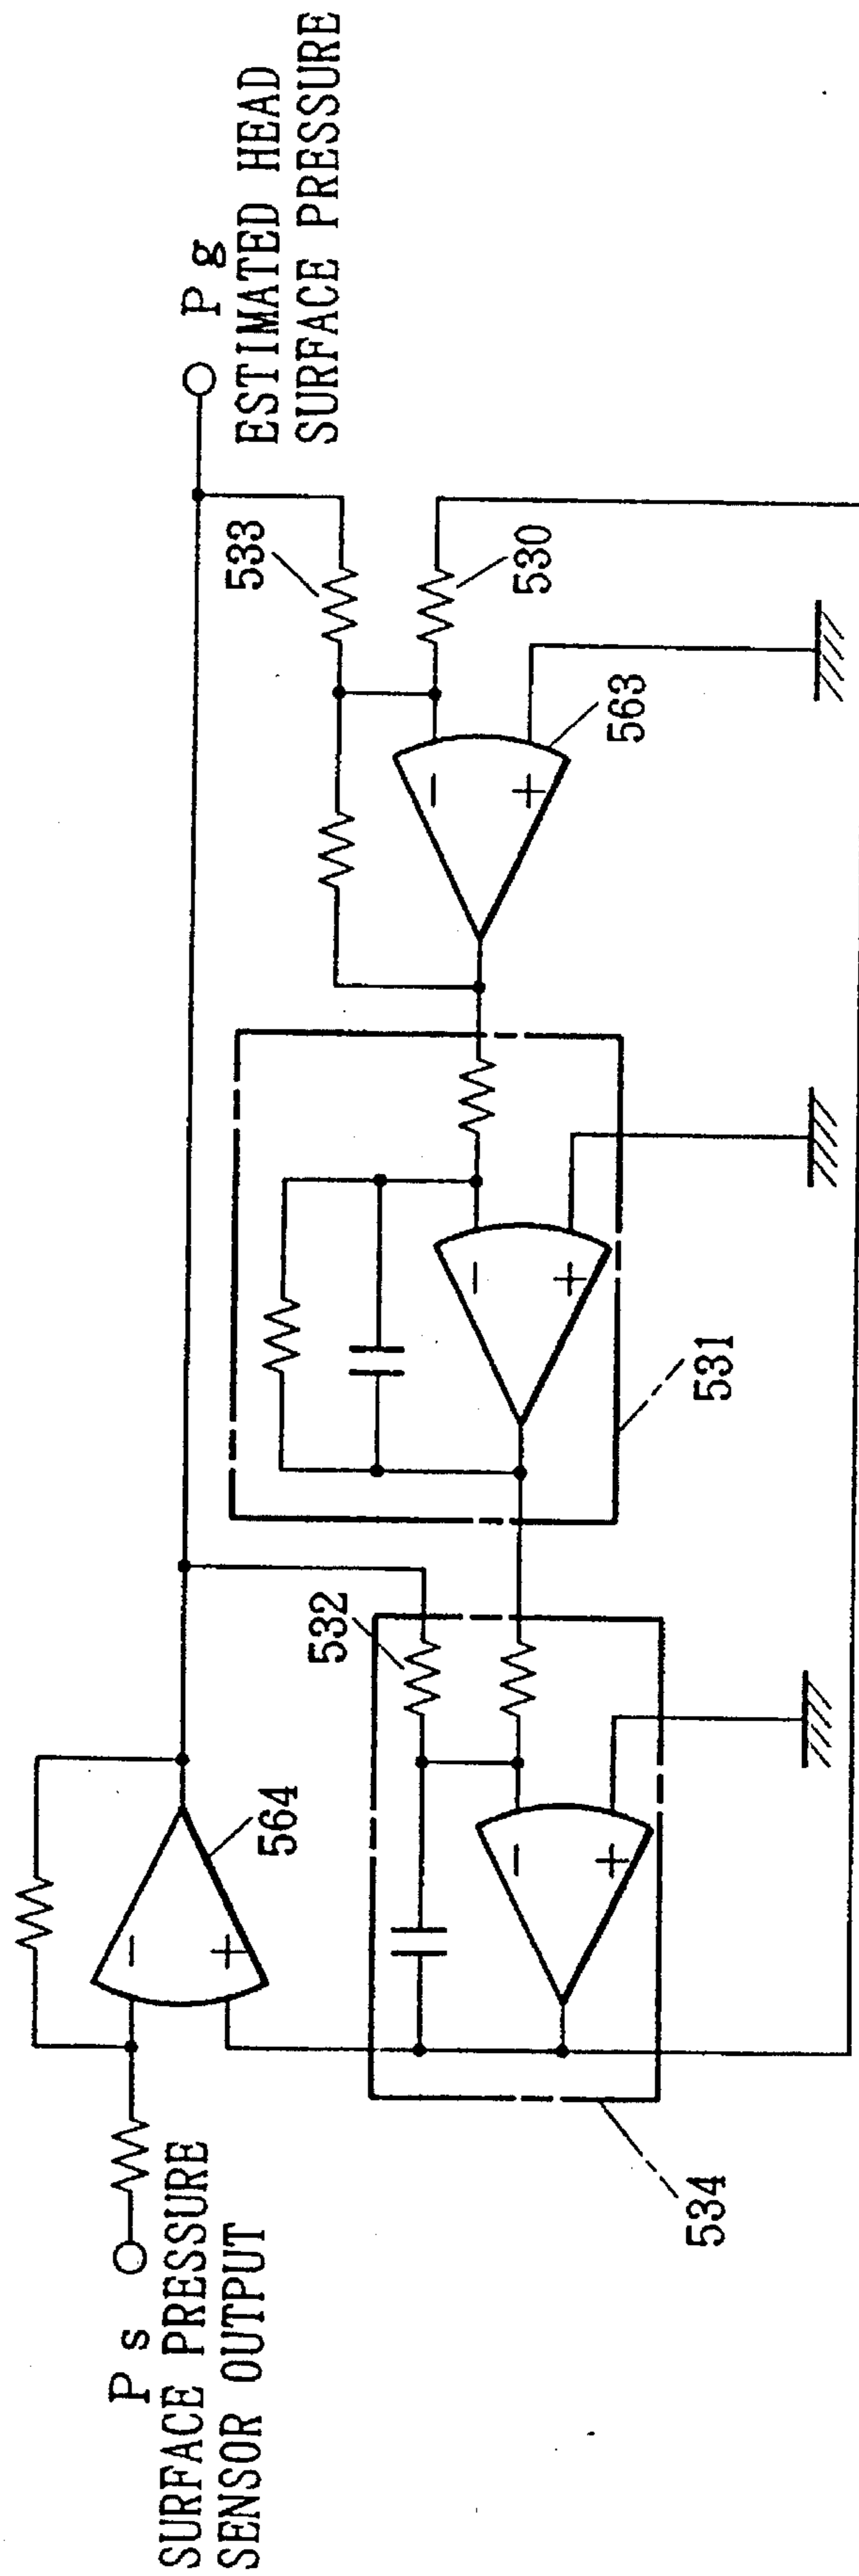 P s
SURFACE PRESSURE
SENSOR OUTPUT
564
534
532
531
563
533
530
P g
ESTIMATED HEAD
SURFACE PRESSURE
−
+
−
+
−
+
−
+